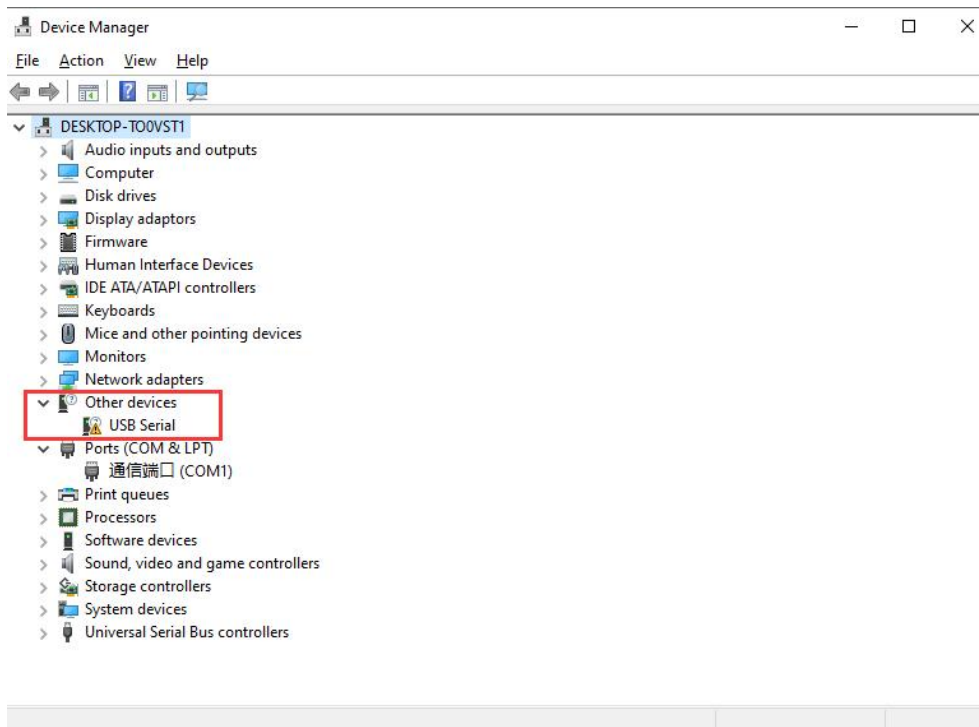 Device Manager
File Action View Help
DESKTOP-TO0VST1
Audio inputs and outputs
Computer
Disk drives
Display adaptors
Firmware
Human Interface Devices
IDE ATA/ATAPI controllers
Keyboards
Mice and other pointing devices
Monitors
Network adapters
Other devices
USB Serial
Ports (COM & LPT)
通信端口 (COM1)
Print queues
Processors
Software devices
Sound, video and game controllers
Storage controllers
System devices
Universal Serial Bus controllers